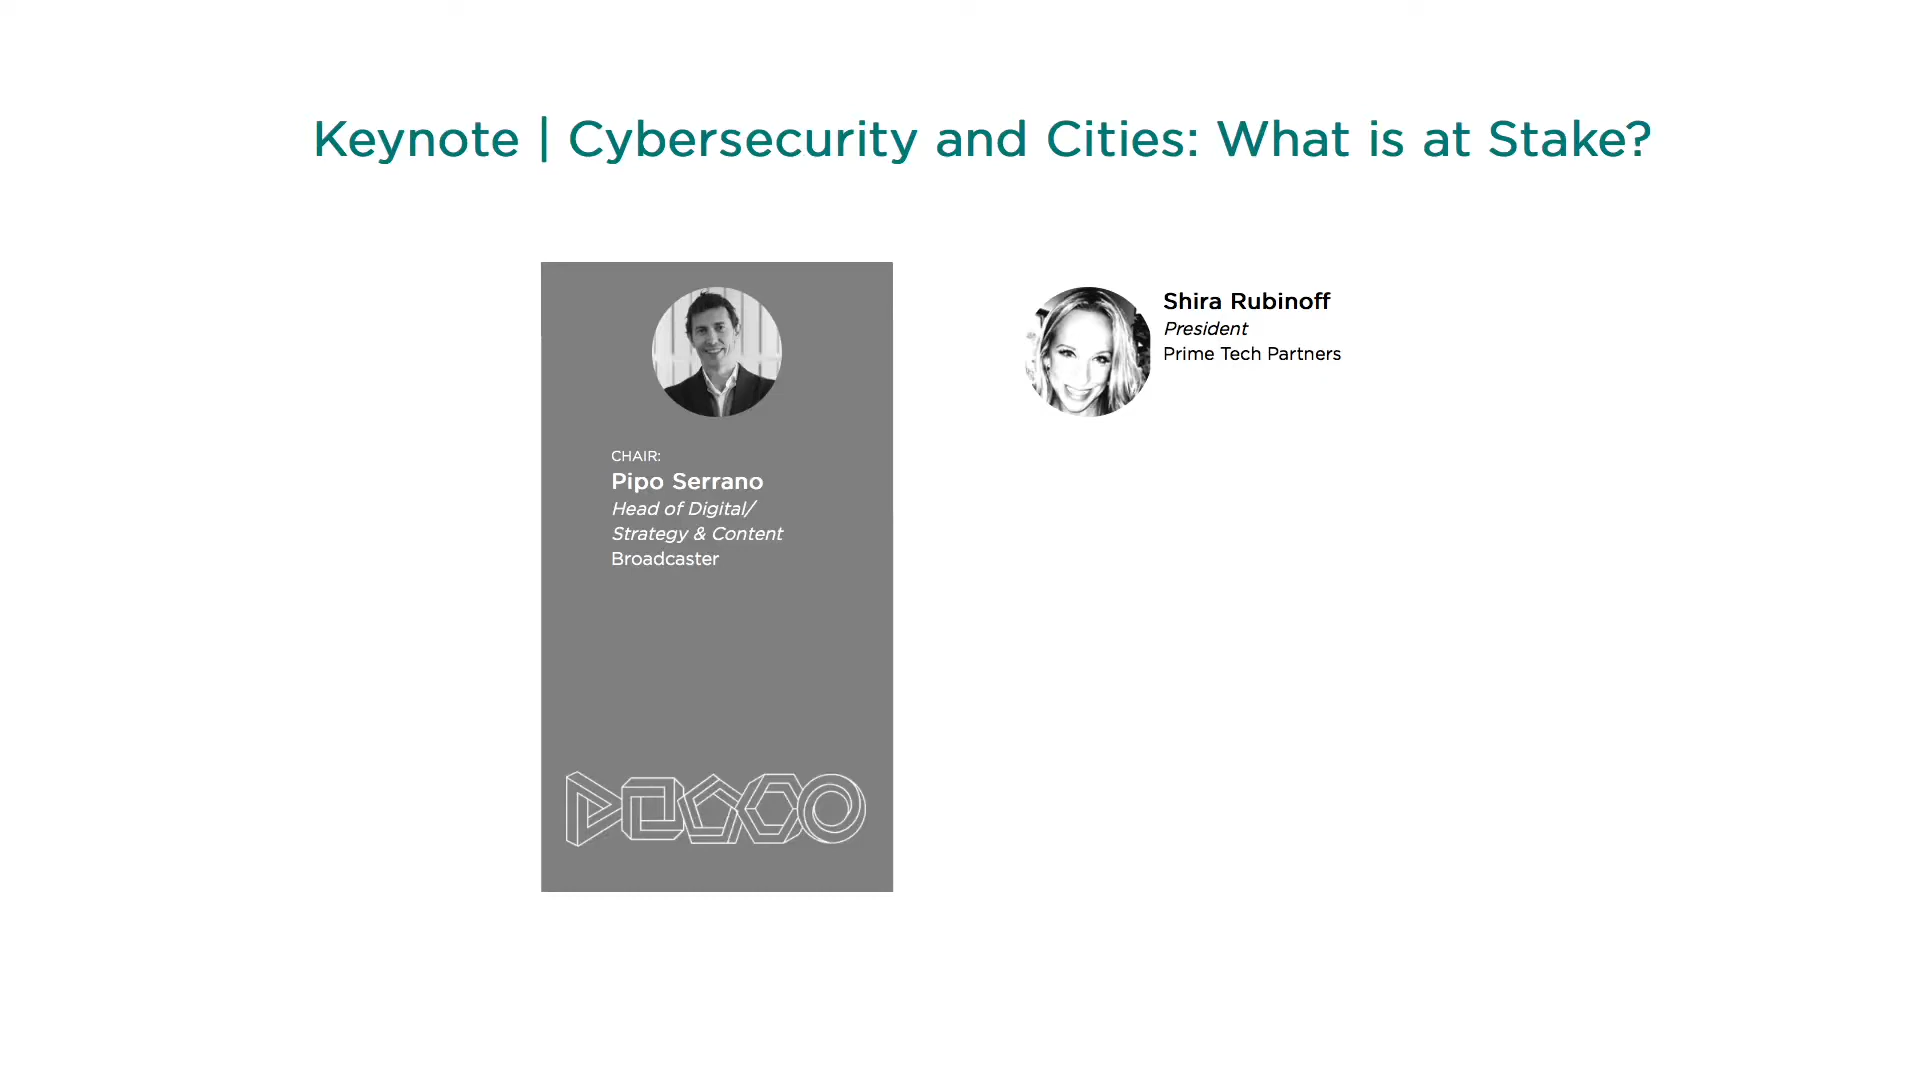 Keynote | Cybersecurity and Cities: What is at Stake?
CHAIR:
Pipo Serrano
Head of Digital/
Strategy & Content
Broadcaster
Shira Rubinoff
President
Prime Tech Partners